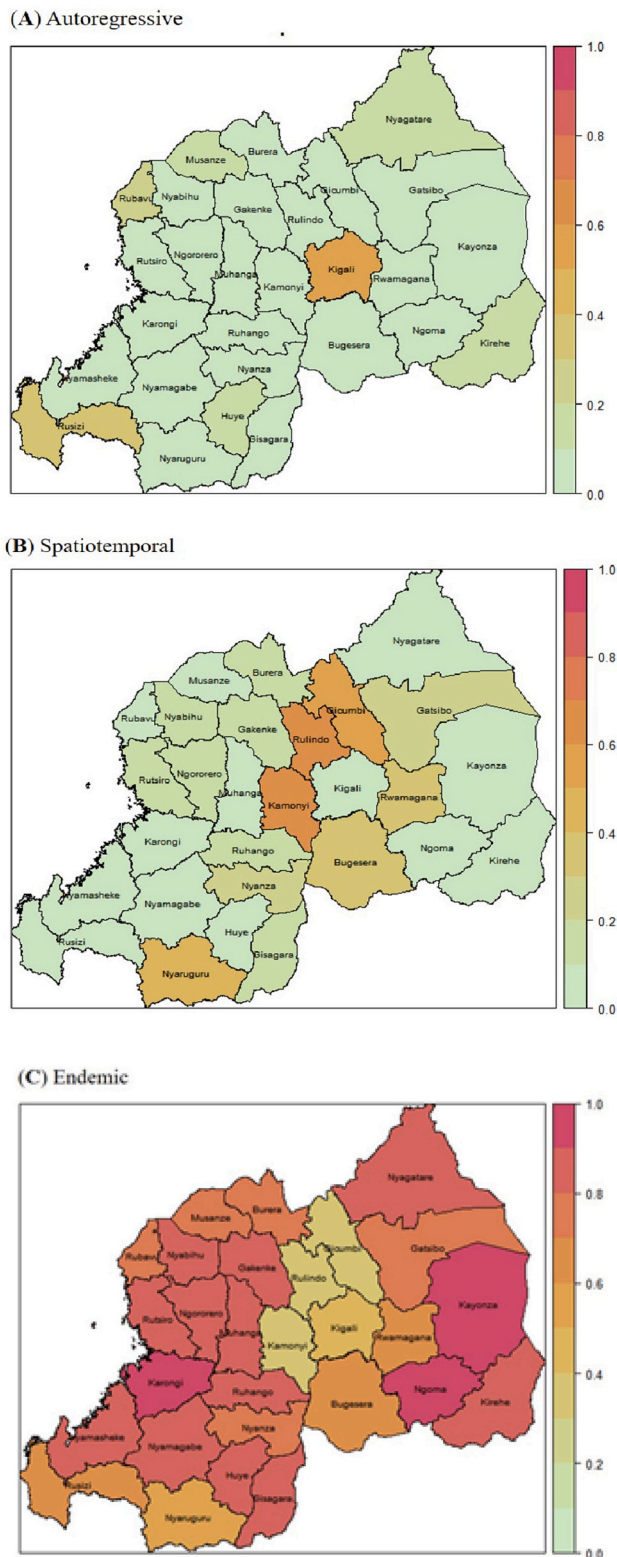 (A) Autoregressive
1.0
Nyagatare
Burera
Musanze
0.8
Gicumbi
Rubavu
Nyabihu
Gatsibo
Gakenke
Rulindo
Kayonza
0.6
Rutsiro
Ngororero
Muhanga
Kigali
Kamonyi
Rwamagana
Karongi
Ruhango
Ngoma
Bugesera
Kirehe
0.4
Nyamasheke
Nyanza
Nyamagabe
Huye
0.2
Rusizi
Gisagara
Nyaruguru
0.0
(B) Spatiotemporal
1.0
Nyagatare
Burera
Musanze
0.8
Gicumbi
Rubavu
Nyabihu
Gatsibo
Gakenke
Rulindo
Kayonza
0.6
Rutsiro
Ngororero
Muhanga
Kigali
Kamonyi
Rwamagana
Karongi
Ruhango
Ngoma
Bugesera
Kirehe
0.4
Nyamasheke
Nyanza
Nyamagabe
Huye
0.2
Rusizi
Gisagara
Nyaruguru
0.0
(C) Endemic
1.0
Nyagatare
Burera
Musanze
0.8
Gicumbi
Rubavu
Nyabihu
Gatsibo
Gakenke
Rulindo
Kayonza
0.6
Rutsiro
Ngororero
Muhanga
Kigali
Kamonyi
Rwamagana
Karongi
Ruhango
Ngoma
Bugesera
Kirehe
0.4
Nyamasheke
Nyanza
Nyamagabe
Huye
0.2
Rusizi
Gisagara
Nyaruguru
0.0